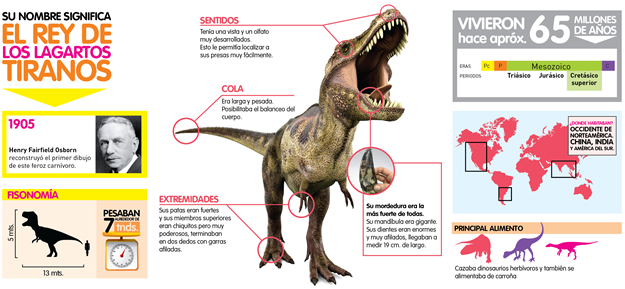 SU NOMBRE SIGNIFICA
EL REY DE
LOS LAGARTOS
TIRANOS
1905
Henry Fairfield Osborn
reconstruyó el primer dibujo
de este feroz carnívoro.
FISONOMÍA
5 mts.
13 mts.
PESABAN
ALREDEDOR DE
7
tnds.
SENTIDOS
Tenía una vista y un olfato
muy desarrollados.
Esto le permitía localizar a
sus presas muy fácilmente.
COLA
Era larga y pesada.
Posibilitaba el balanceo del
cuerpo.
EXTREMIDADES
Sus patas eran fuertes
y sus miembros superiores
eran chiquitos pero muy
poderosos, terminaban
en dos dedos con garras
afiladas.
Su mordedura era la
más fuerte de todas.
Su mandíbula era gigante.
Sus dientes eran enormes
y muy afilados, llegaban a
medir 19 cm. de largo.
VIVIERON
hace apróx.
65
MILLONES
DE AÑOS
ERAS
Pc
P
Mesozoico
C
PERIODOS
Triásico
Jurásico
Cretásico
superior
¿DONDE HABITABAN?
OCCIDENTE DE
NORTEAMÉRICA,
CHINA, INDIA
Y AMÉRICA DEL SUR.
PRINCIPAL ALIMENTO
Cazaba dinosaurios herbívoros y también se
alimentaba de carroña